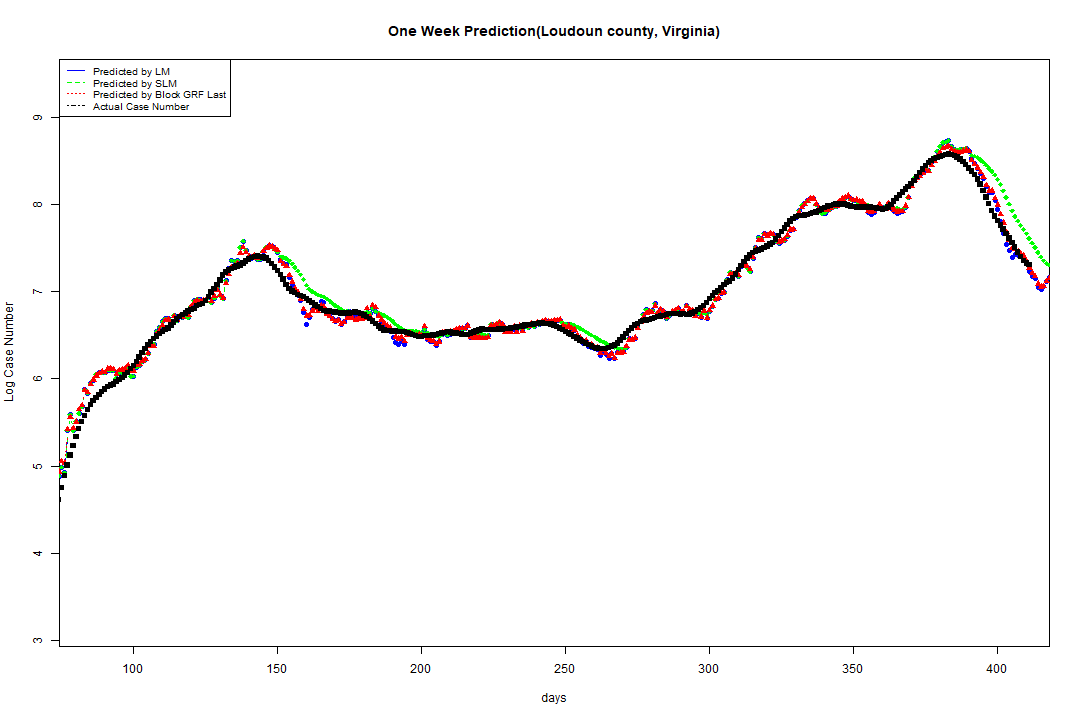 One Week Prediction(Loudoun county, Virginia)
Predicted by LM
Predicted by SLM
Predicted by Block GRF Last
Actual Case Number
9
8
7
6
5
4
3
Log Case Number
100 150 200 250 300 350 400
days